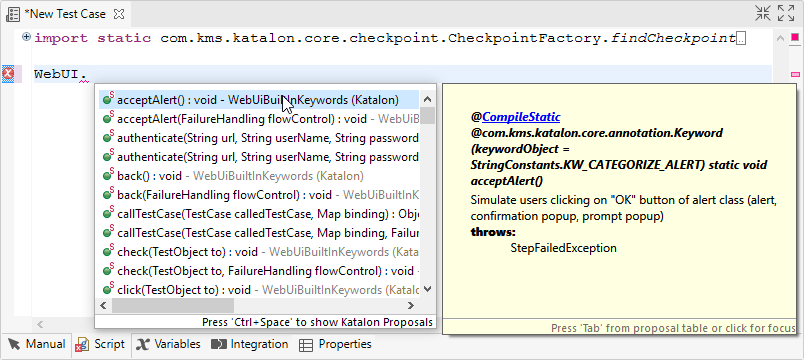 *New Test Case
import static com.kms.katalon.core.checkpoint.CheckpointFactory.findCheckpoint
WebUI.
acceptAlert() : void - WebUiBuiltInKeywords (Katalon)
acceptAlert(FailureHandling flowControl) : void - WebUiB
authenticate(String url, String userName, String password
authenticate(String url, String userName, String password
back() : void - WebUiBuiltInKeywords (Katalon)
back(FailureHandling flowControl) : void - WebUiBuiltInK
callTestCase(TestCase calledTestCase, Map binding) : Obje
callTestCase(TestCase calledTestCase, Map binding, Failure
check(TestObject to) : void - WebUiBuiltInKeywords (Katal
check(TestObject to, FailureHandling flowControl) : void -
click(TestObject to) : void - WebUiBuiltInKeywords (Katal
Press 'Ctrl+Space' to show Katalon Proposals
@CompileStatic
@com.kms.katalon.core.annotation.Keyword
(keywordObject =
StringConstants.KW_CATEGORIZE_ALERT) static void
acceptAlert()
Simulate users clicking on "OK" button of alert class (alert,
confirmation popup, prompt popup)
throws:
StepFailedException
Press 'Tab' from proposal table or click for focus
Manual Script Variables Integration Properties